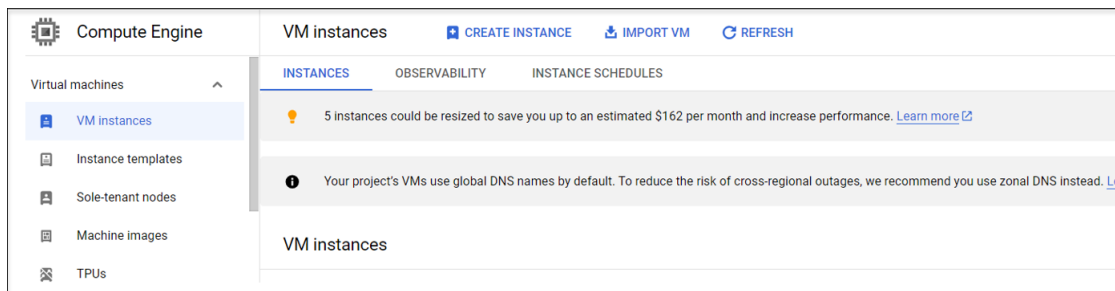 Compute Engine
VM instances
CREATE INSTANCE
IMPORT VM
REFRESH
Virtual machines
VM instances
Instance templates
Sole-tenant nodes
Machine images
TPUs
INSTANCES
OBSERVABILITY
INSTANCE SCHEDULES
5 instances could be resized to save you up to an estimated $162 per month and increase performance. Learn more
Your project's VMs use global DNS names by default. To reduce the risk of cross-regional outages, we recommend you use zonal DNS instead.
VM instances